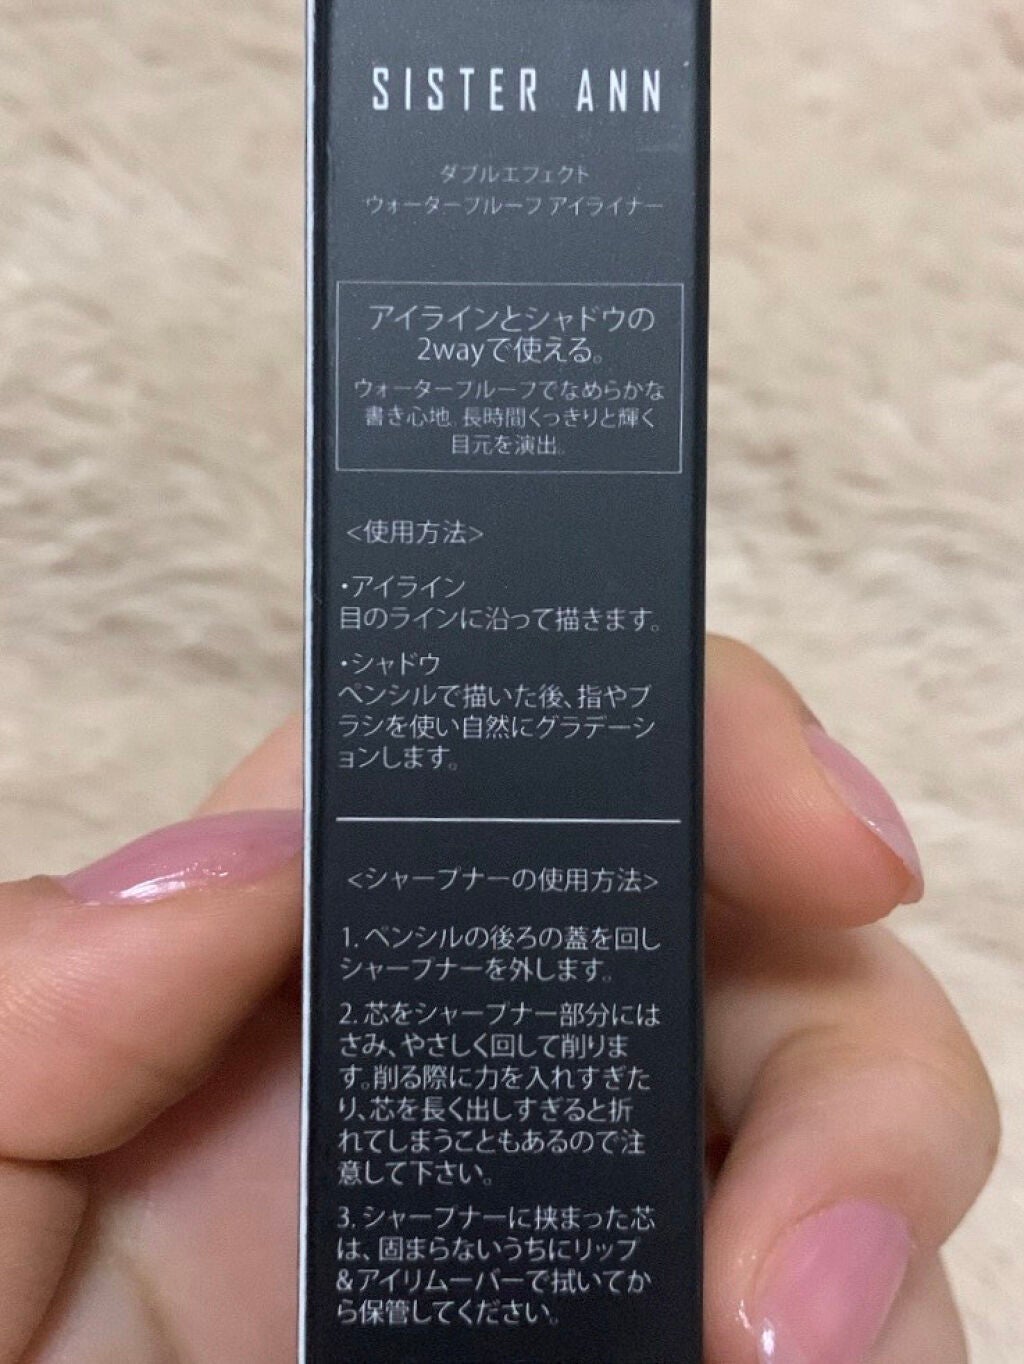 SISTER ANN
ダブルエフェクト
ウォータープルーフ アイライナー
アイラインとシャドウの
2wayで使える。
ウォータープルーフでなめらかな
書き心地。長時間くっきりと輝く
目元を演出。
<使用方法>
・アイライン
目のラインに沿って描きます。
・シャドウ
ペンシルで描いた後、指やブ
ラシを使い自然にグラデーシ
ョンします。
<シャープナーの使用方法>
1. ペンシルの後ろの蓋を回し
シャープナーを外します。
2. 芯をシャープナー部分には
さみ、やさしく回して削りま
す。削る際に力を入れすぎた
り、芯を長く出しすぎると折
れてしまうこともあるので注
意して下さい。
3. シャープナーに挟まった芯
は、固まらないうちにリップ
&アイリムーバーで拭いてか
ら保管してください。